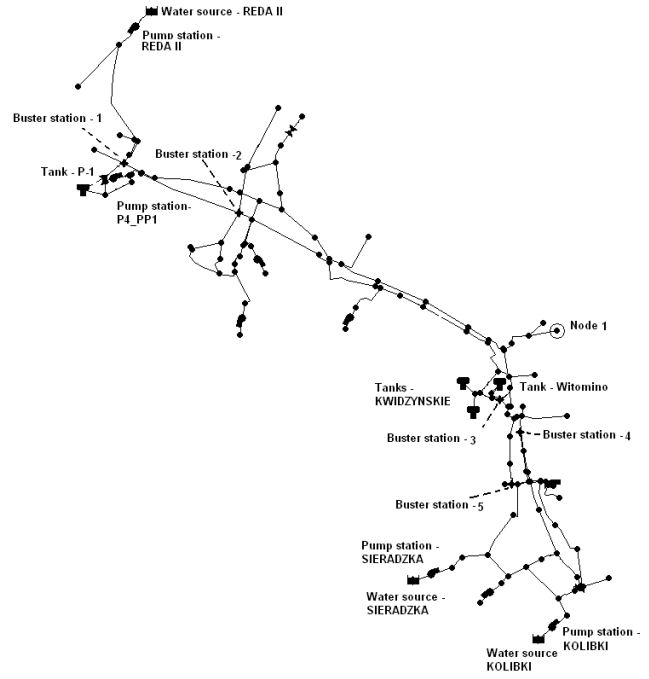 Water source - REDA II
Pump station -
REDA II
Buster station - 1
Buster station -2
Tank - P-1
Pump station-
P4_PP1
Node 1
Tanks -
KWIDZYNSKIE
Tank - Witomino
Buster station - 3
Buster station - 4
Buster station - 5
Pump station -
SIERADZKA
Water source -
SIERADZKA
Pump station -
KOLIBKI
Water source
KOLIBKI